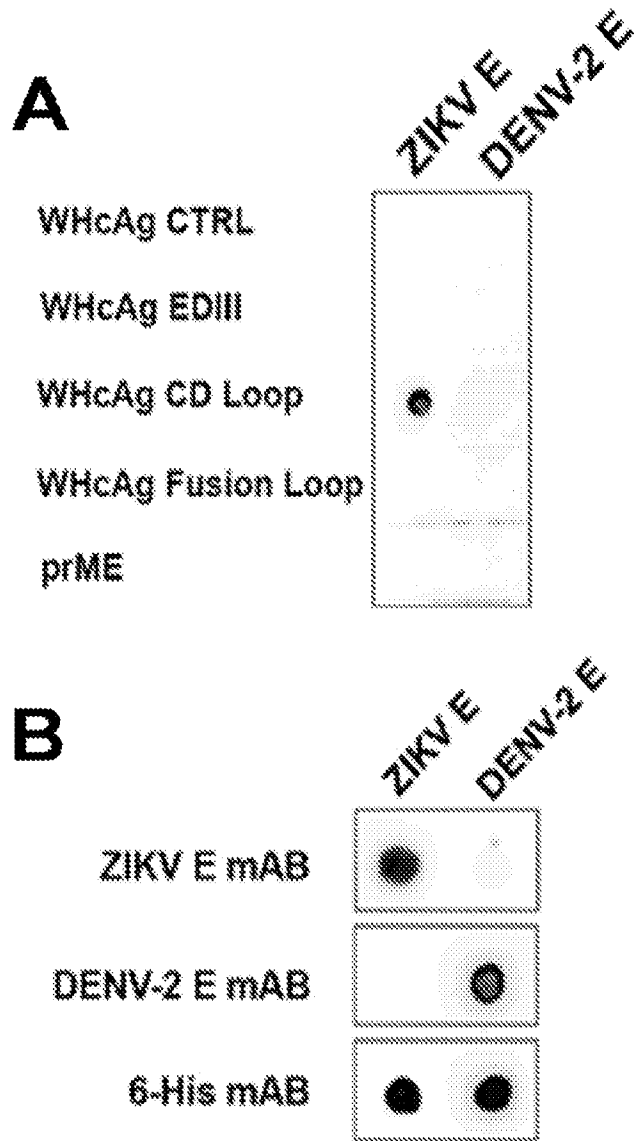 A
ZIKV E
DENV-2 E
WHcAg CTRL
WHcAg EDIII
WHcAg CD Loop
WHcAg Fusion Loop
prME
B
ZIKV E
DENV-2 E
ZIKV E mAB
DENV-2 E mAB
6-His mAB